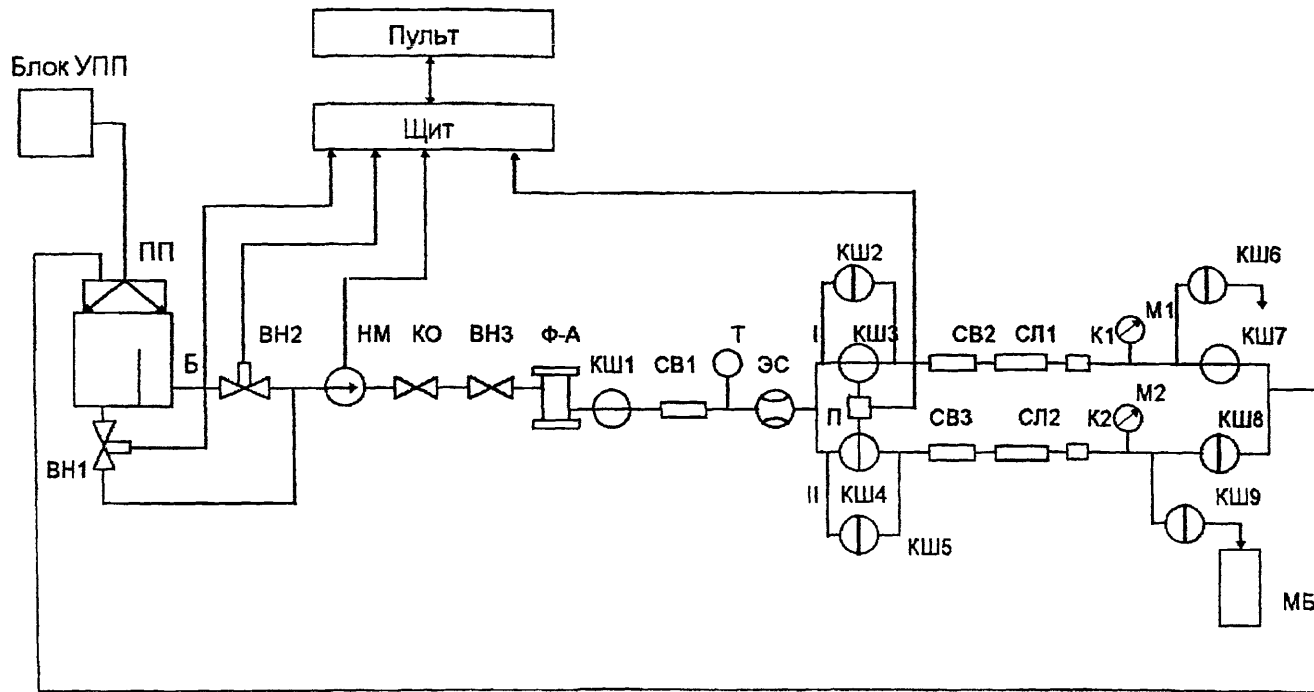 Пульт
Блок УПП
Щит
ПП
КШ2
КШ6
Б
ВН2
НМ
КО
ВН3
Ф-А
КШ1
СВ1
Т
ЭС
I
КШ3
СВ2
СЛ1
К1
М1
КШ7
П
СВ3
СЛ2
К2
М2
КШ8
ВН1
II
КШ4
КШ5
КШ9
МБ